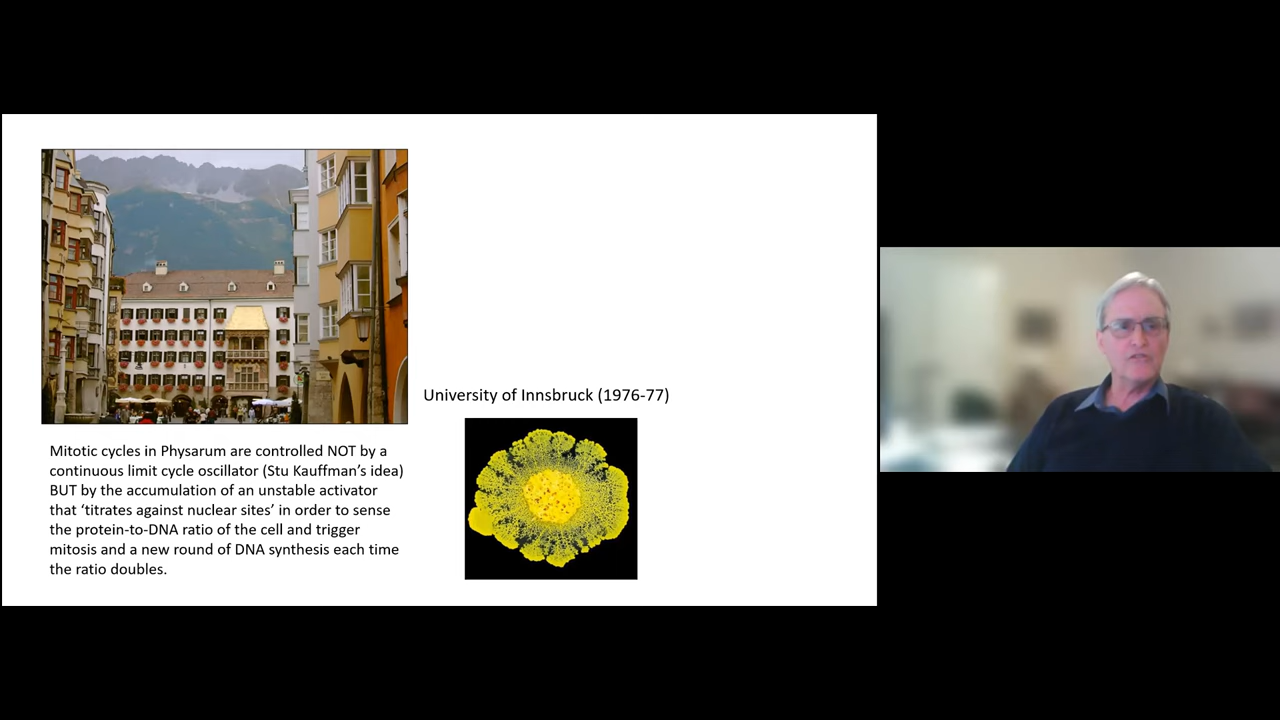 University of Innsbruck (1976-77)
Mitotic cycles in Physarum are controlled NOT by a
continuous limit cycle oscillator (Stu Kauffman’s idea)
BUT by the accumulation of an unstable activator
that ‘titrates against nuclear sites’ in order to sense
the protein-to-DNA ratio of the cell and trigger
mitosis and a new round of DNA synthesis each time
the ratio doubles.